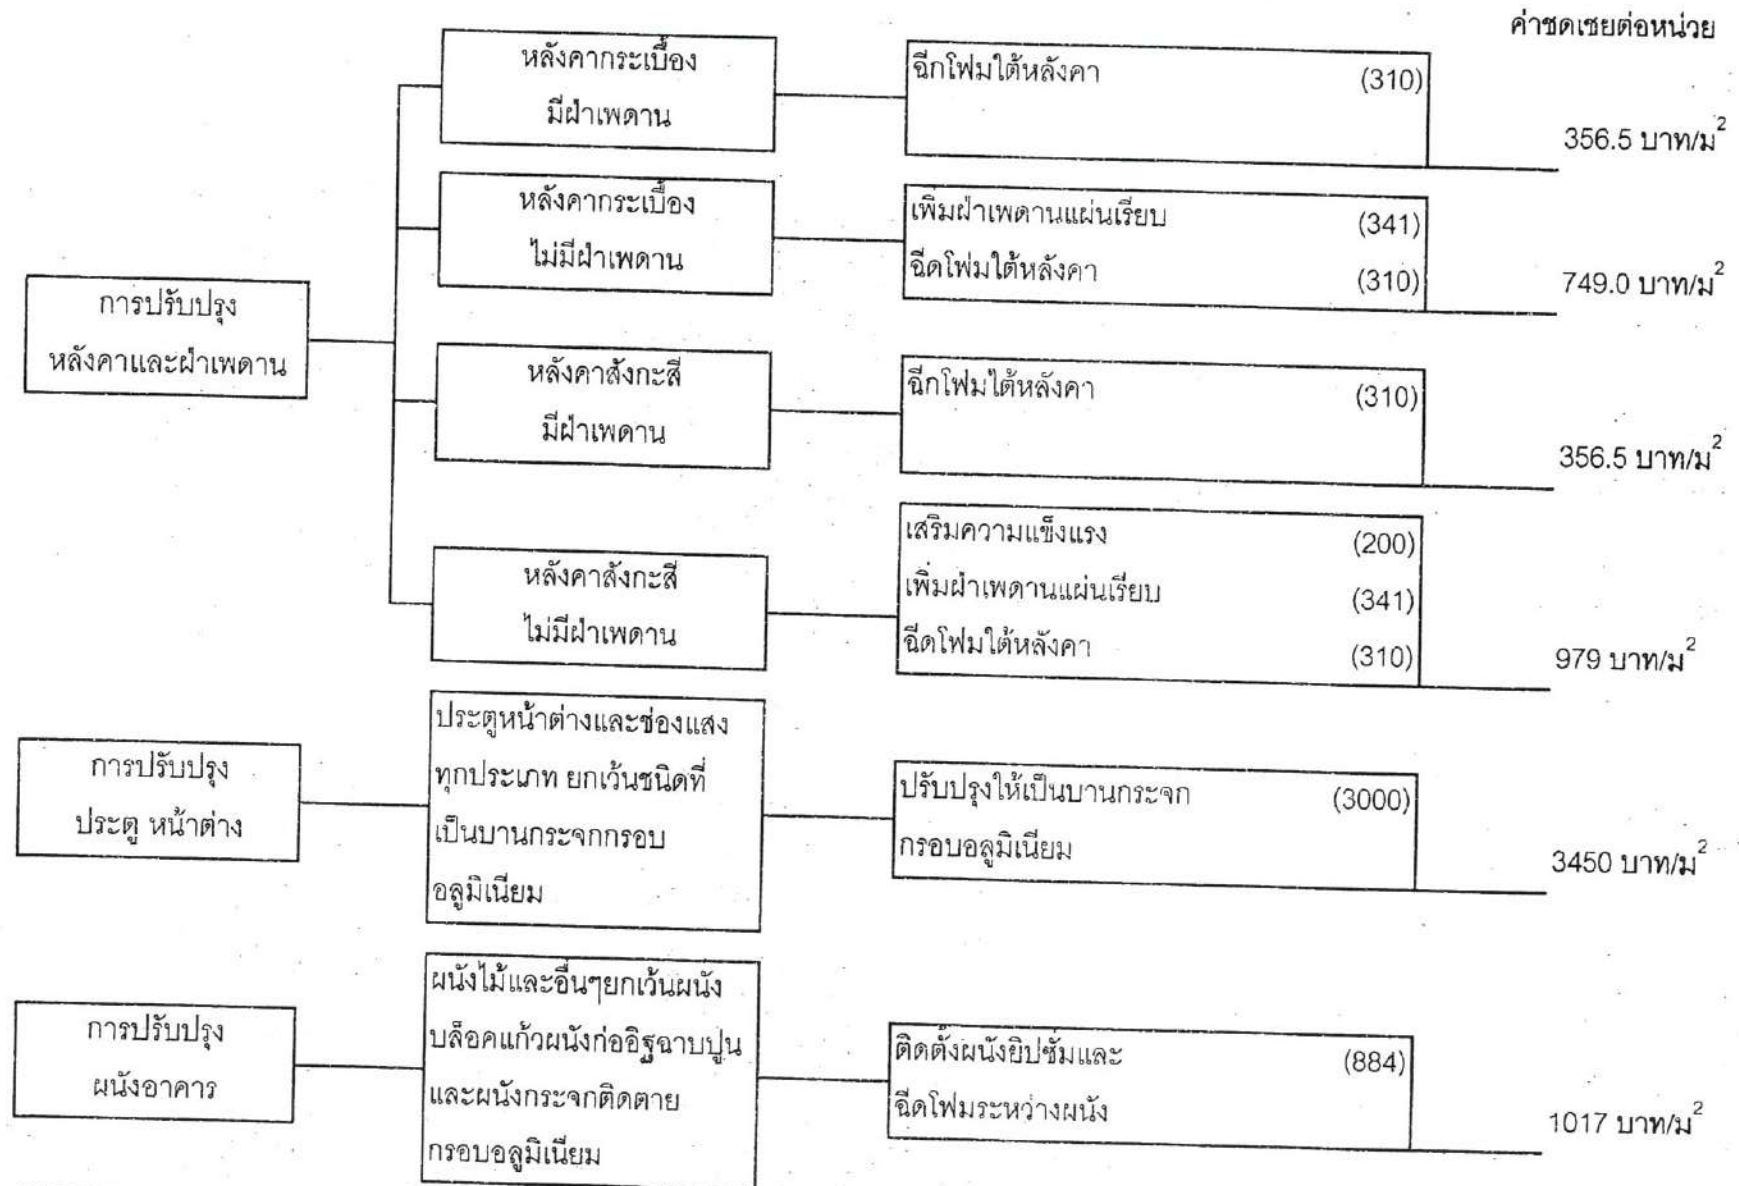 ค่าชดเชยต่อหน่วย
การปรับปรุง
หลังคาและฝ้าเพดาน
หลังคากระเบื้อง
มีฝ้าเพดาน
ฉีกโฟมใต้หลังคา (310)
356.5 บาท/ม²
หลังคากระเบื้อง
ไม่มีฝ้าเพดาน
เพิ่มฝ้าเพดานแผ่นเรียบ (341)
ฉีดโฟมใต้หลังคา (310)
749.0 บาท/ม²
หลังคาสังกะสี
มีฝ้าเพดาน
ฉีกโฟมใต้หลังคา (310)
356.5 บาท/ม²
หลังคาสังกะสี
ไม่มีฝ้าเพดาน
เสริมความแข็งแรง (200)
เพิ่มฝ้าเพดานแผ่นเรียบ (341)
ฉีดโฟมใต้หลังคา (310)
979 บาท/ม²
การปรับปรุง
ประตู หน้าต่าง
ประตูหน้าต่างและช่องแสง
ทุกประเภท ยกเว้นชนิดที่
เป็นบานกระจกกรอบ
อลูมิเนียม
ปรับปรุงให้เป็นบานกระจก (3000)
กรอบอลูมิเนียม
3450 บาท/ม²
การปรับปรุง
ผนังอาคาร
ผนังไม้และอื่นๆยกเว้นผนัง
บล็อคแก้วผนังก่ออิฐฉาบปูน
และผนังกระจกติดตาย
กรอบอลูมิเนียม
ติดตั้งผนังยิปซั่มและ (884)
ฉีดโฟมระหว่างผนัง
1017 บาท/ม²